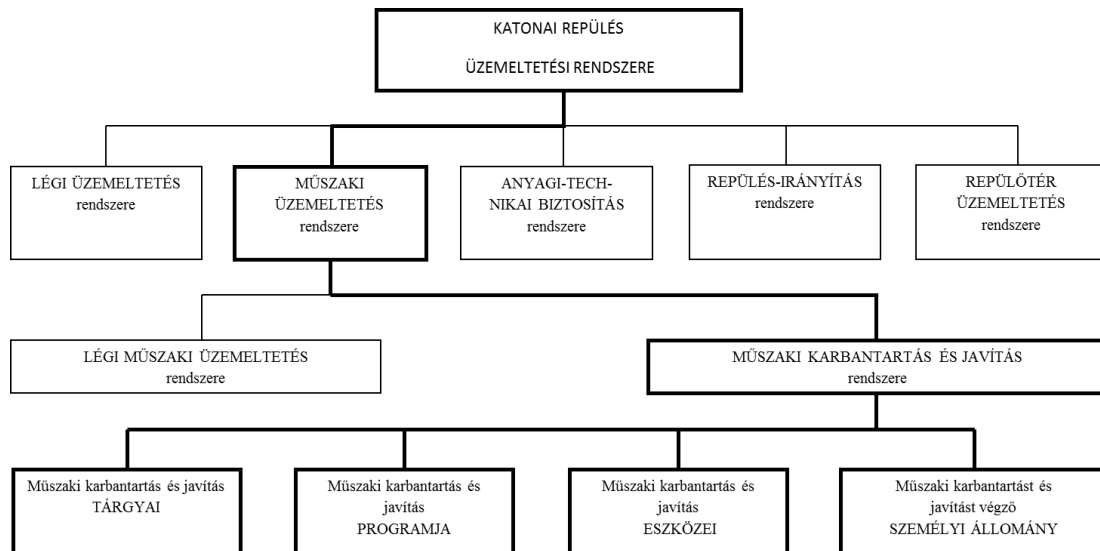 KATONAI REPÜLÉS
ÜZEMELTETÉSI RENDSZERE
LÉGI ÜZEMELTETÉS
rendszere
MŰSZAKI
ÜZEMELTETÉS
rendszere
ANYAGI-TECH-
NIKAI BIZTOSÍTÁS
rendszere
REPÜLÉS-IRÁNYÍTÁS
rendszere
REPÜLŐTÉR
ÜZEMELTETÉS
rendszere
LÉGI MŰSZAKI ÜZEMELTETÉS
rendszere
MŰSZAKI KARBANTARTÁS ÉS JAVÍTÁS
rendszere
Műszaki karbantartás és javítás
TÁRGYAI
Műszaki karbantartás és
javítás
PROGRAMJA
Műszaki karbantartás és
javítás
ESZKÖZEI
Műszaki karbantartást és
javítást végző
SZEMÉLYI ÁLLOMÁNY